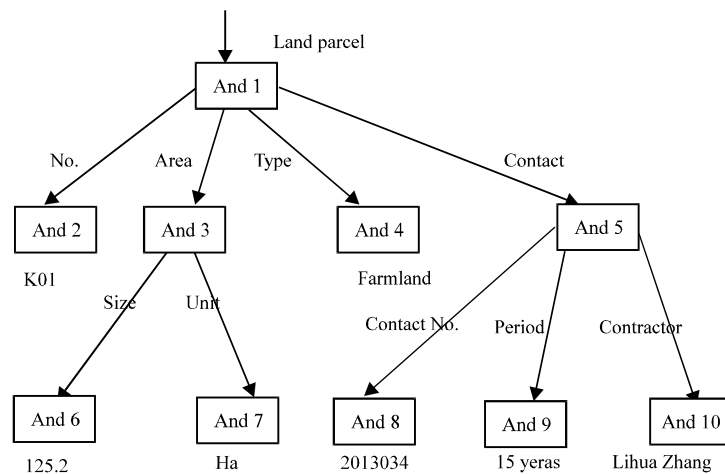 Land parcel
And 1
No.
Area
Type
Contact
And 2
And 3
And 4
And 5
K01
Farmland
Size
Unit
Contact No.
Period
Contractor
And 6
And 7
And 8
And 9
And 10
125.2
Ha
2013034
15 yeras
Lihua Zhang